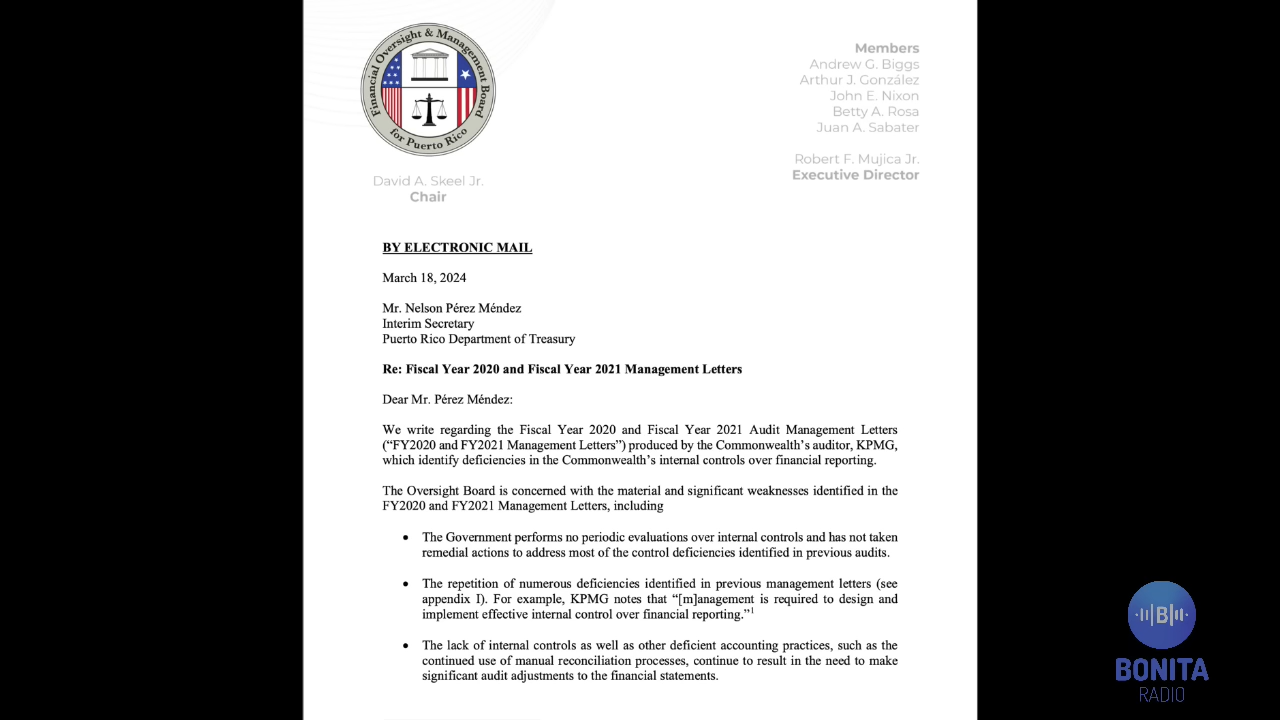 Financial Oversight & Management Board
for Puerto Rico
David A. Skeel Jr.
Chair
Members
Andrew G. Biggs
Arthur J. González
John E. Nixon
Betty A. Rosa
Juan A. Sabater
Robert F. Mujica Jr.
Executive Director
BY ELECTRONIC MAIL
March 18, 2024
Mr. Nelson Pérez Méndez
Interim Secretary
Puerto Rico Department of Treasury
Re: Fiscal Year 2020 and Fiscal Year 2021 Management Letters
Dear Mr. Pérez Méndez:
We write regarding the Fiscal Year 2020 and Fiscal Year 2021 Audit Management Letters
(“FY2020 and FY2021 Management Letters”) produced by the Commonwealth’s auditor, KPMG,
which identify deficiencies in the Commonwealth’s internal controls over financial reporting.
The Oversight Board is concerned with the material and significant weaknesses identified in the
FY2020 and FY2021 Management Letters, including
• The Government performs no periodic evaluations over internal controls and has not taken
remedial actions to address most of the control deficiencies identified in previous audits.
• The repetition of numerous deficiencies identified in previous management letters (see
appendix I). For example, KPMG notes that “[m]anagement is required to design and
implement effective internal control over financial reporting.”1
• The lack of internal controls as well as other deficient accounting practices, such as the
continued use of manual reconciliation processes, continue to result in the need to make
significant audit adjustments to the financial statements.
B
BONITA
RADIO